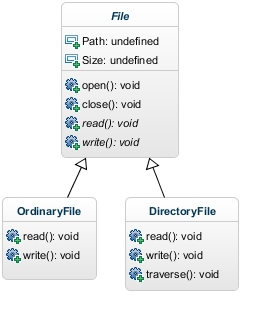 File
Path: undefined
Size: undefined
open(): void
close(): void
read(): void
write(): void
OrdinaryFile
read(): void
write(): void
DirectoryFile
read(): void
write(): void
traverse(): void